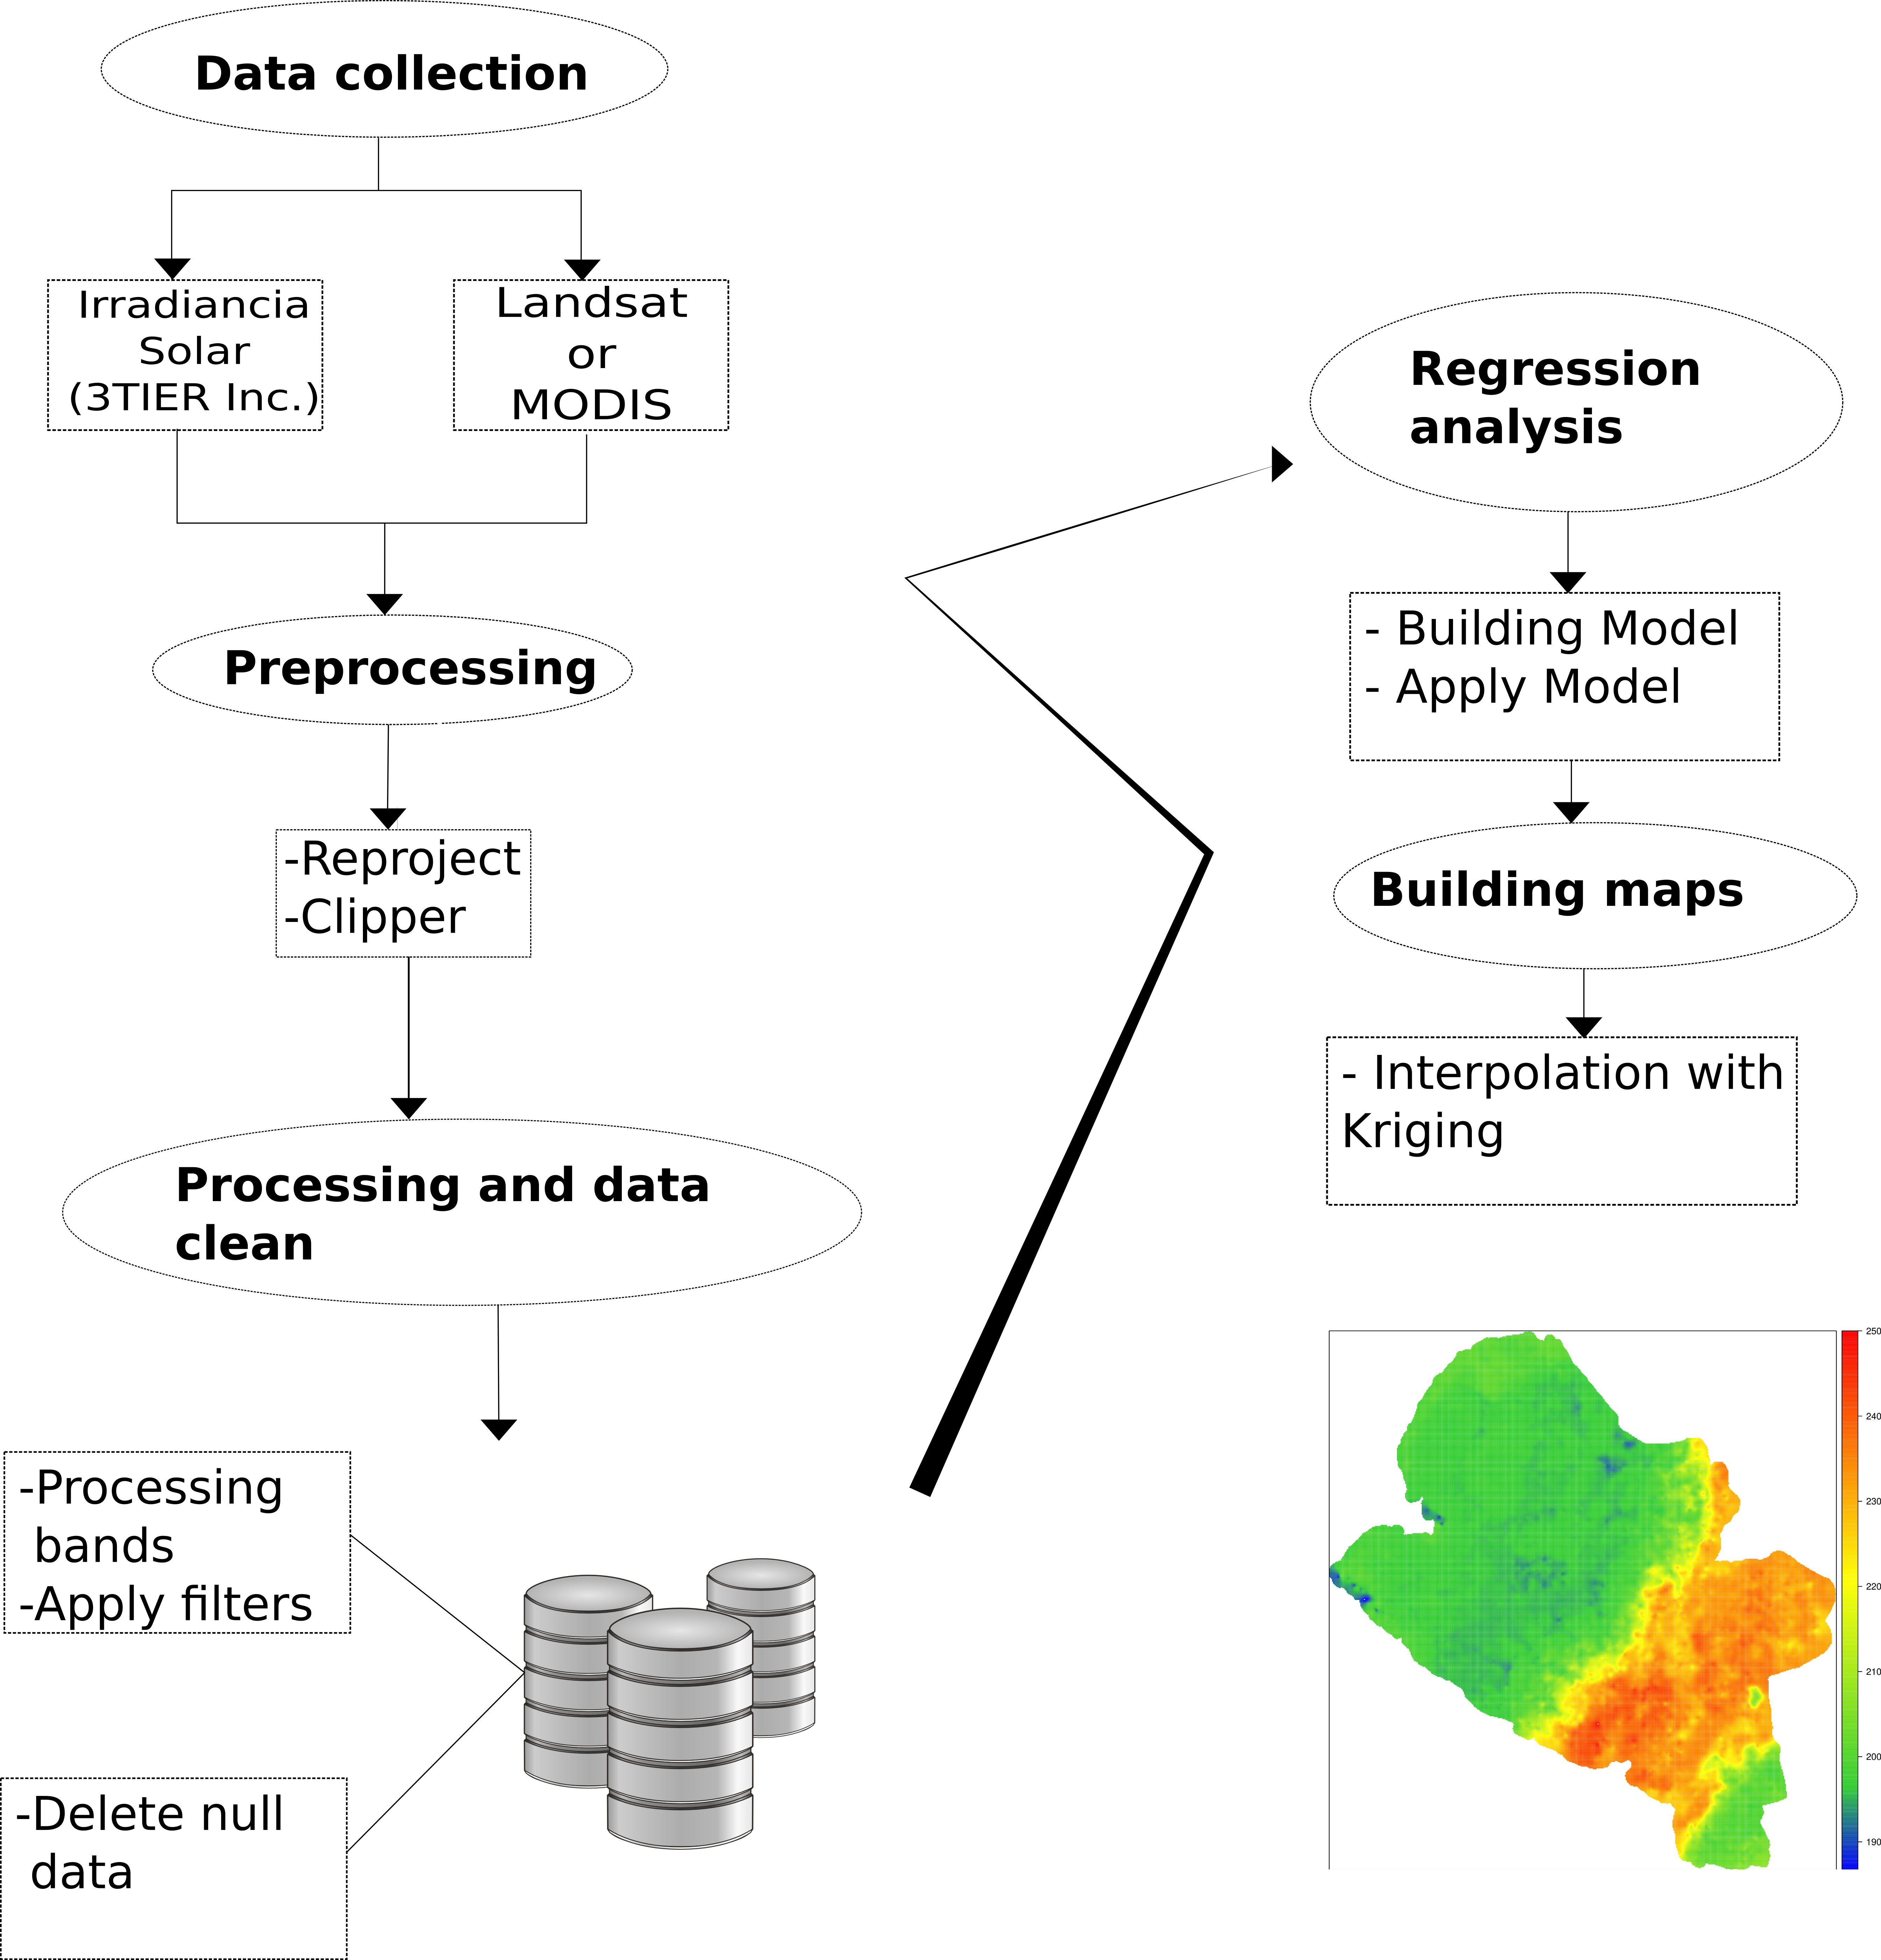 Data collection
Irradiancia
Solar
(3TIER Inc.)
Landsat
or
MODIS
Preprocessing
-Reproject
-Clipper
Processing and data
clean
-Processing
bands
-Apply filters
-Delete null
data
Regression
analysis
- Building Model
- Apply Model
Building maps
- Interpolation with
Kriging
250
240
230
220
210
200
190